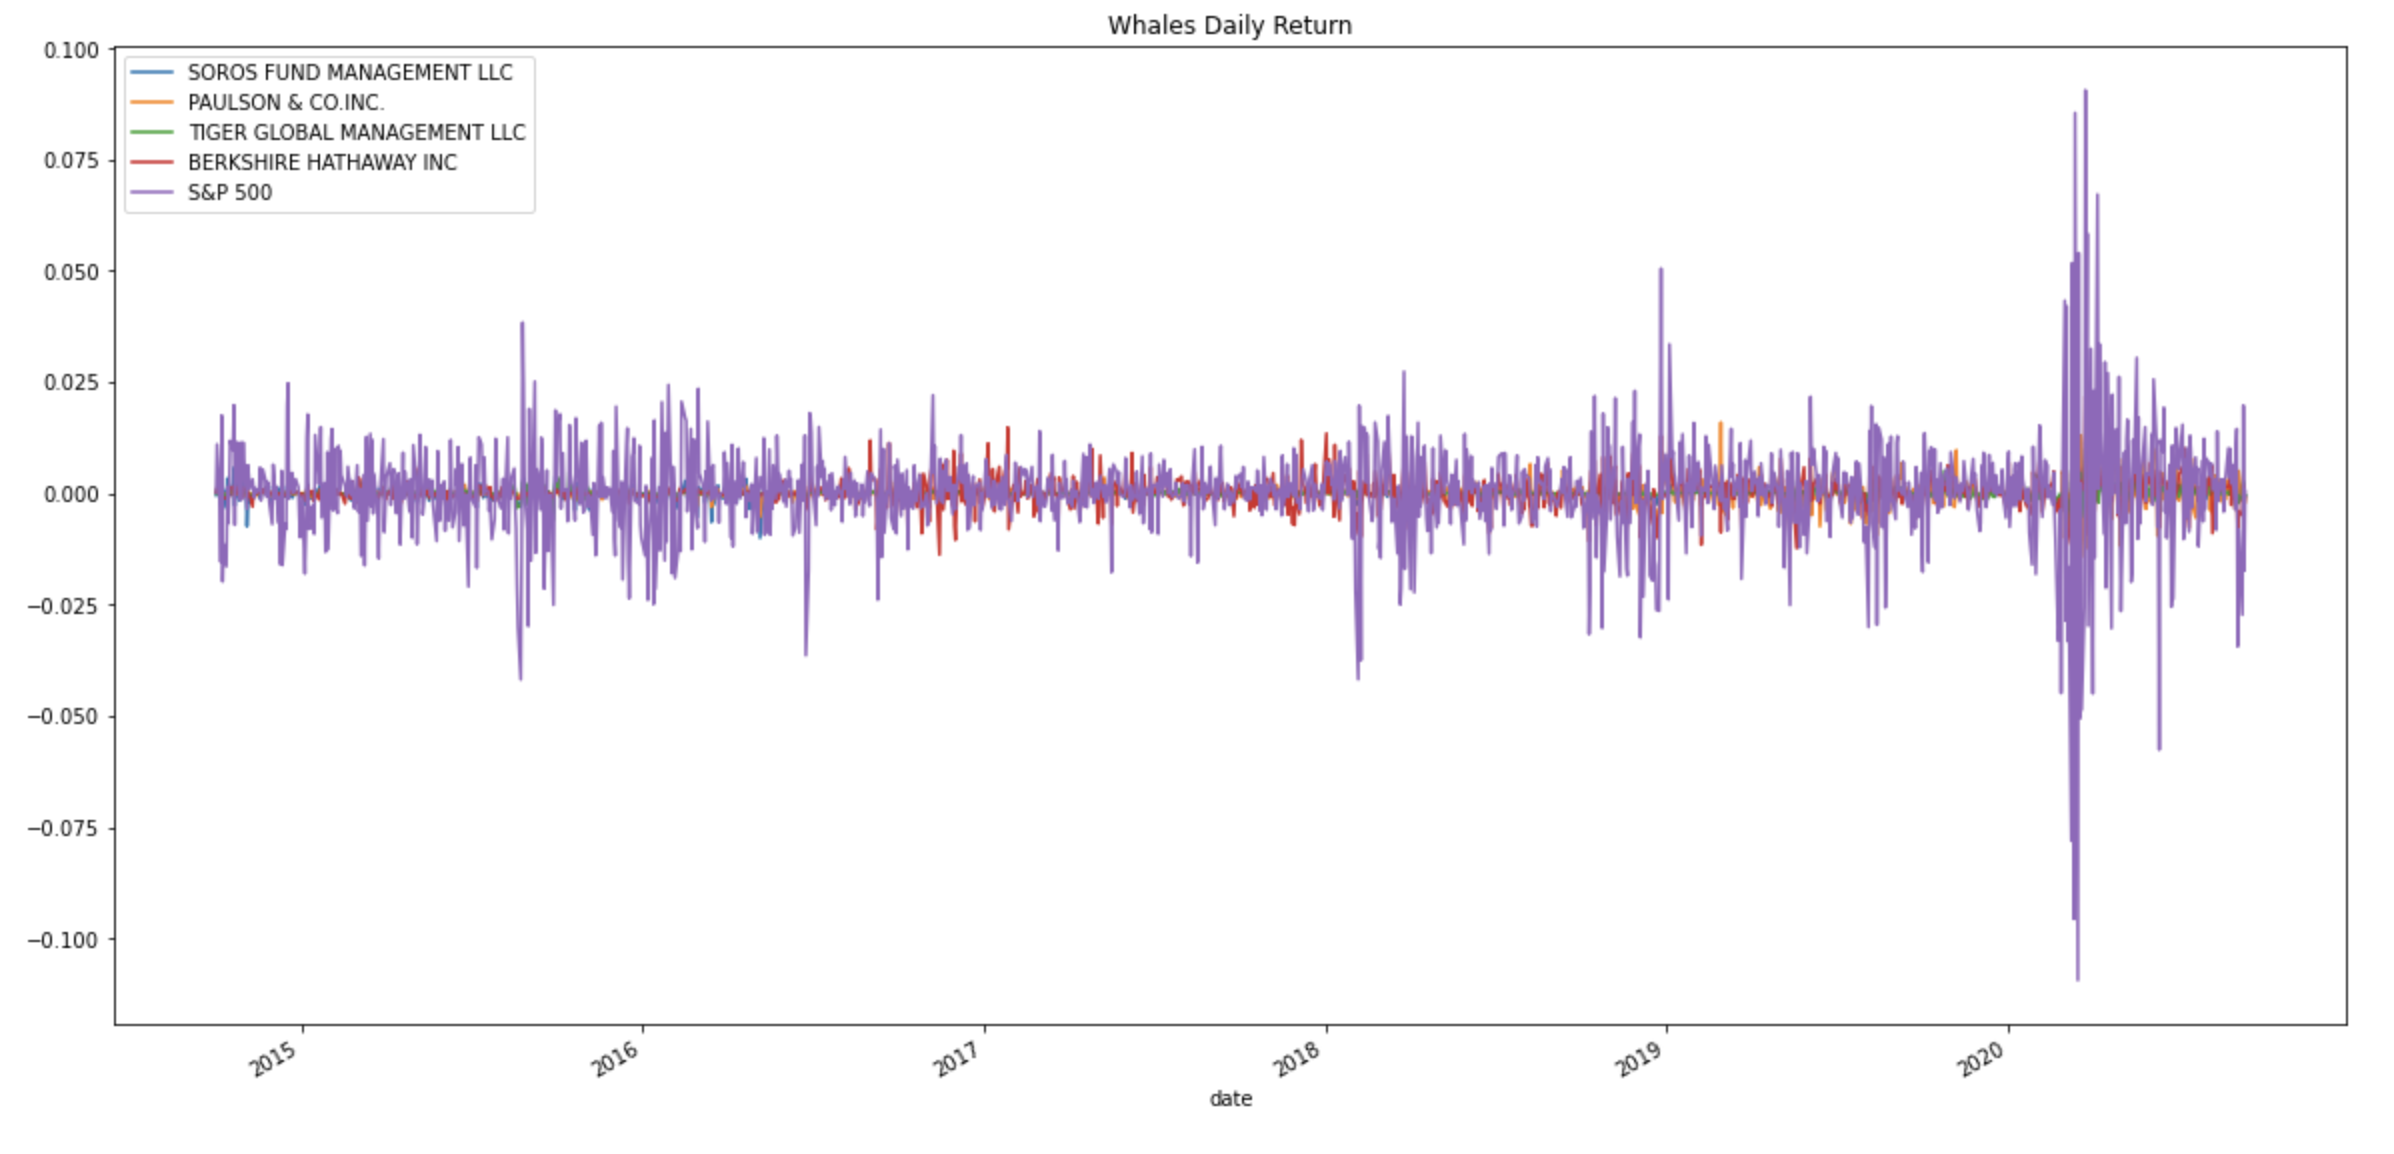 Whales Daily Return
0.100
0.075
0.050
0.025
0.000
−0.025
−0.050
−0.075
−0.100
SOROS FUND MANAGEMENT LLC
PAULSON & CO.INC.
TIGER GLOBAL MANAGEMENT LLC
BERKSHIRE HATHAWAY INC
S&P 500
2015
2016
2017
2018
2019
2020
date